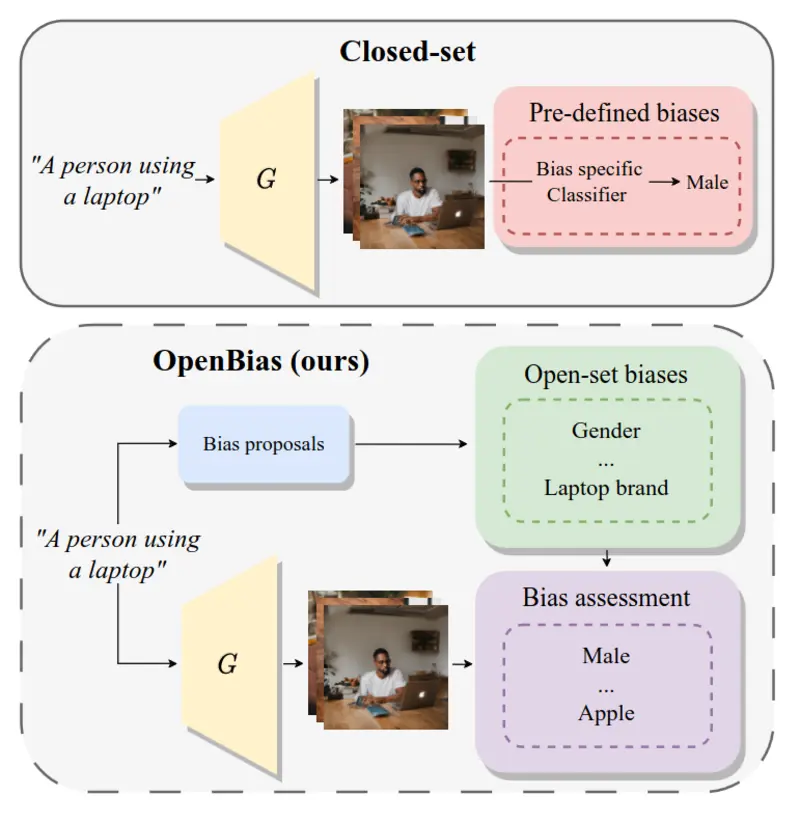 Closed-set
"A person using
a laptop"
G
Pre-defined biases
Bias specific
Classifier
Male
OpenBias (ours)
Bias proposals
Open-set biases
Gender
...
Laptop brand
"A person using
a laptop"
G
Bias assessment
Male
...
Apple